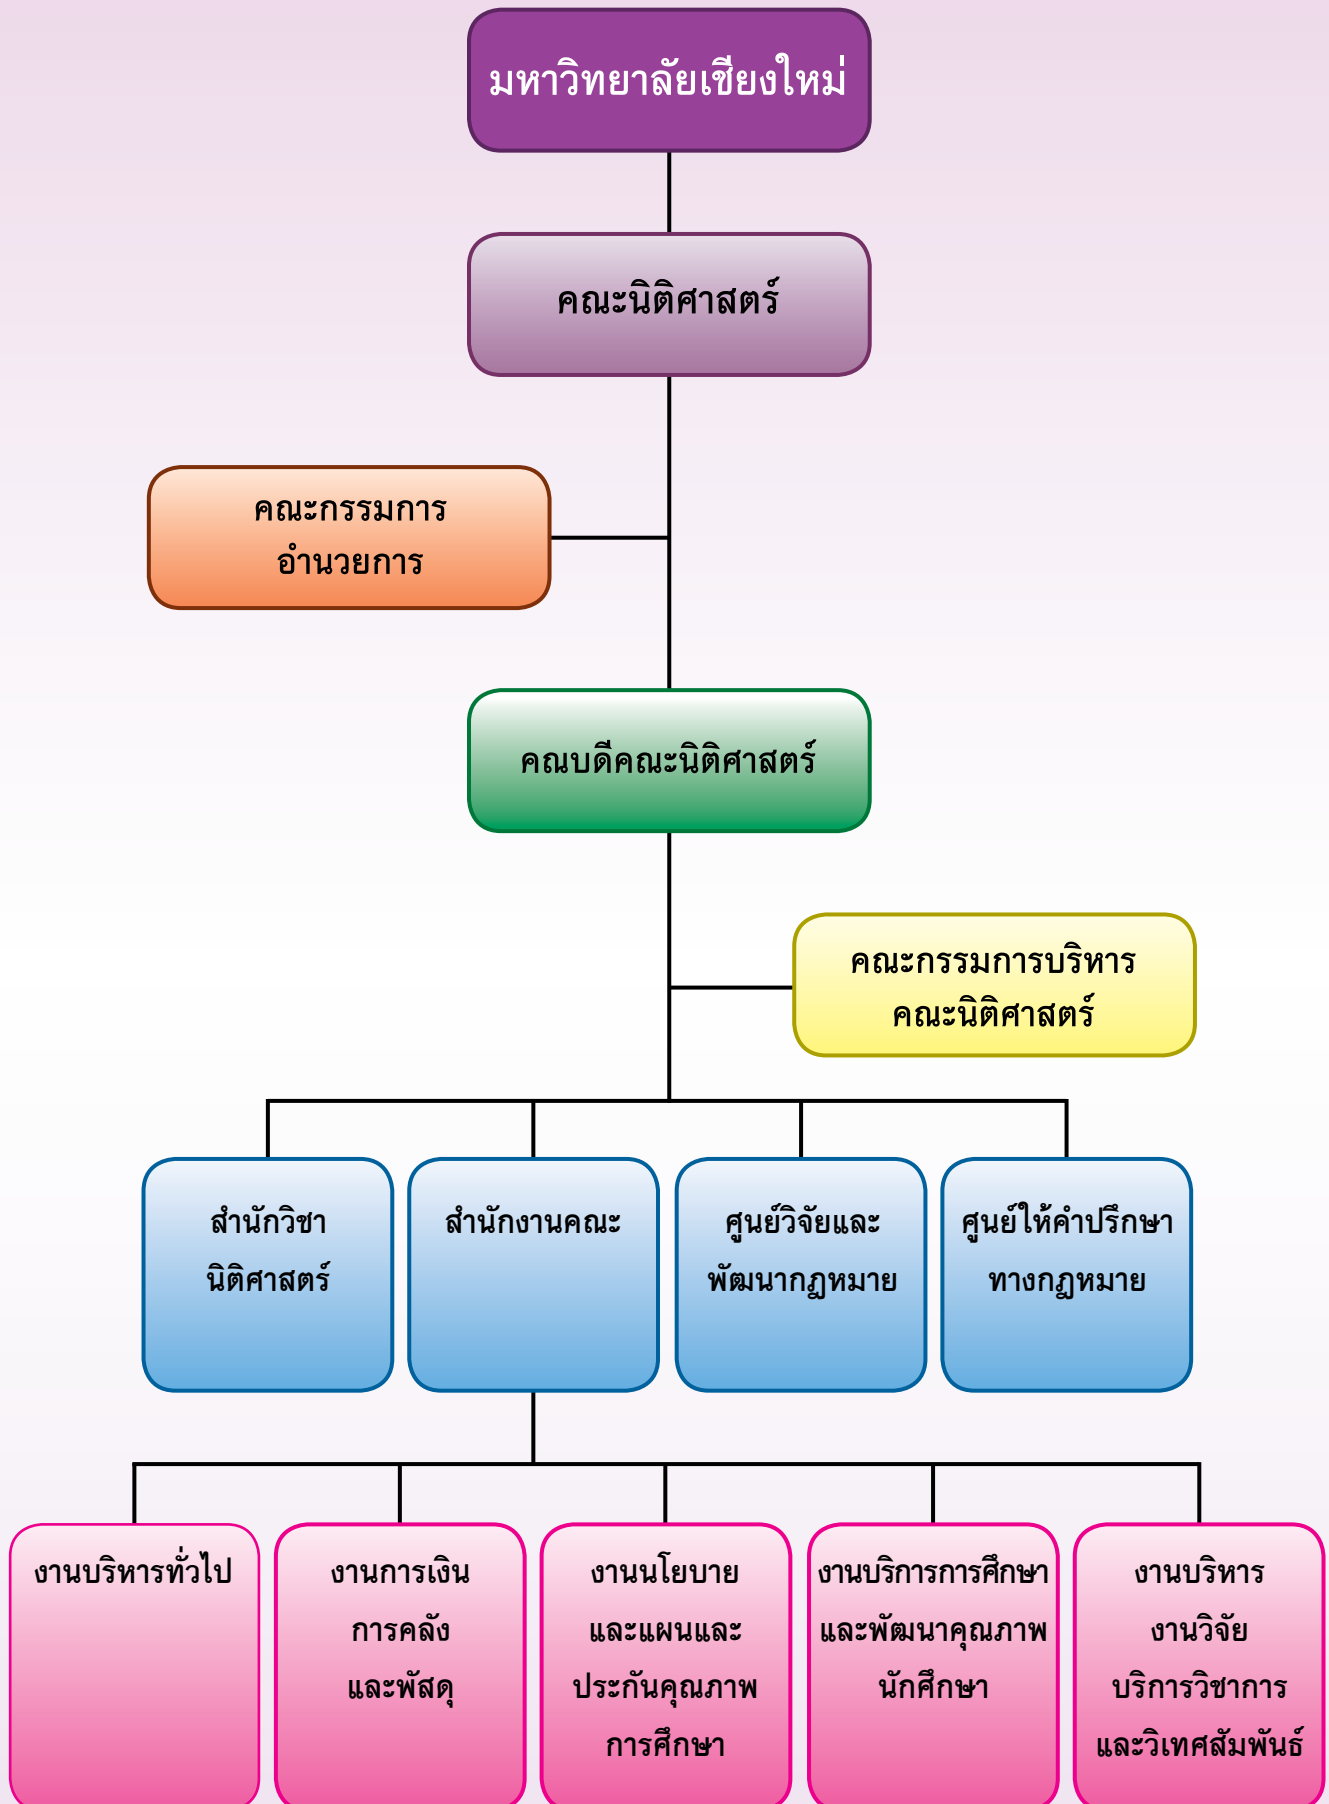 มหาวิทยาลัยเชียงใหม่
คณะนิติศาสตร์
คณะกรรมการ
อำนวยการ
คณบดีคณะนิติศาสตร์
คณะกรรมการบริหาร
คณะนิติศาสตร์
สำนักวิชา
นิติศาสตร์
สำนักงานคณะ
ศูนย์วิจัยและ
พัฒนากฎหมาย
ศูนย์ให้คำปรึกษา
ทางกฎหมาย
งานบริหารทั่วไป
งานการเงิน
การคลัง
และพัสดุ
งานนโยบาย
และแผนและ
ประกันคุณภาพ
การศึกษา
งานบริการการศึกษา
และพัฒนาคุณภาพ
นักศึกษา
งานบริหาร
งานวิจัย
บริการวิชาการ
และวิเทศสัมพันธ์